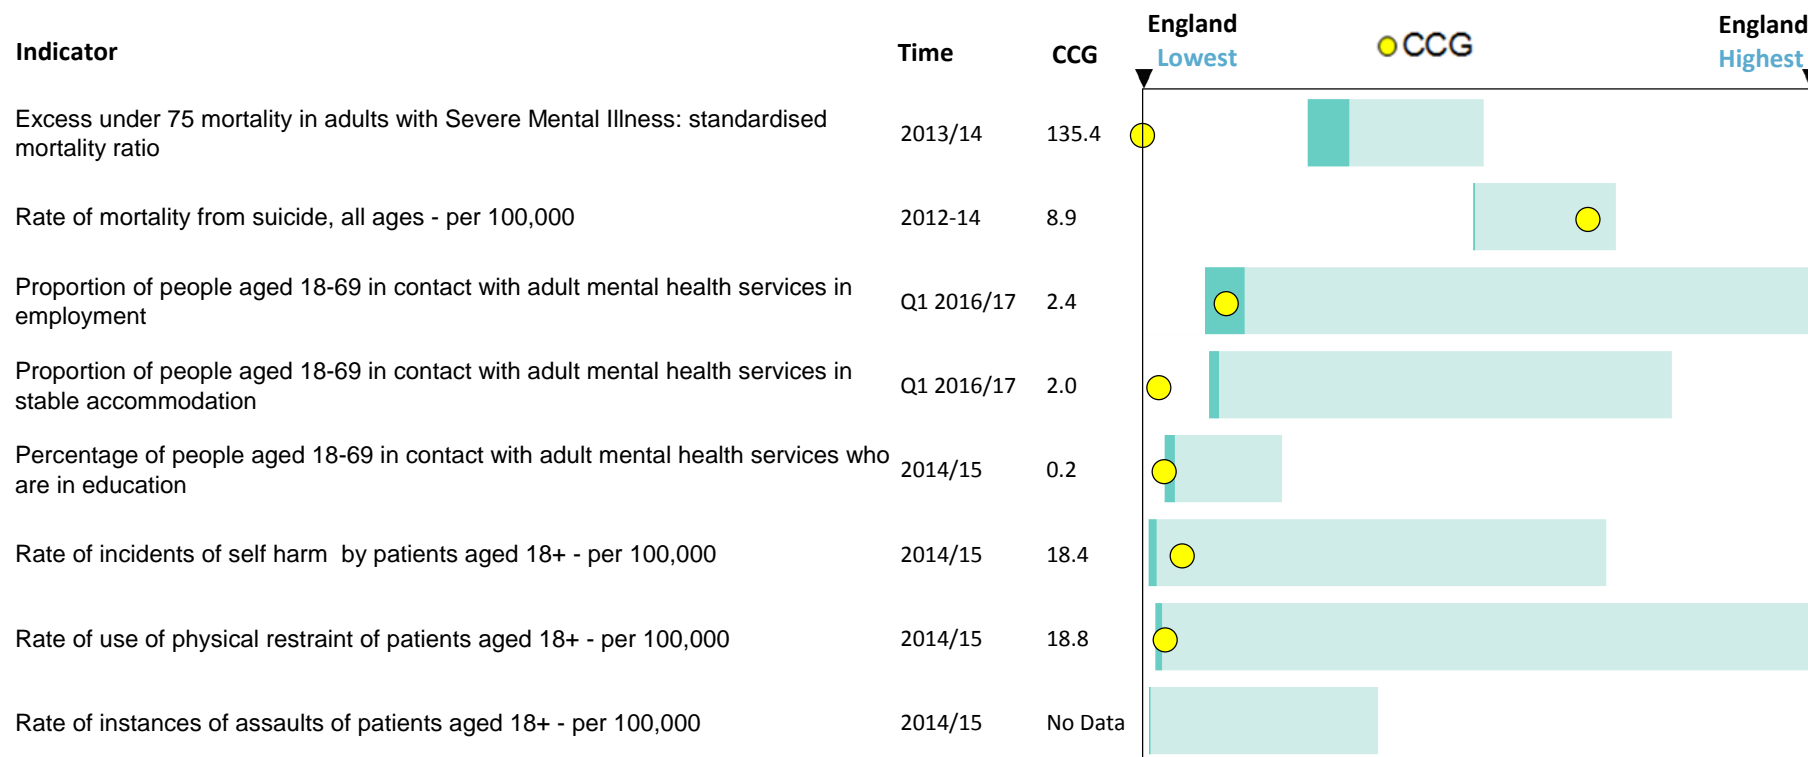 England
England
CCG
Indicator
Time
CCG
Lowest
Highest
Excess under 75 mortality in adults with Severe Mental Illness: standardised
mortality ratio
2013/14
135.4
Rate of mortality from suicide, all ages - per 100,000
2012-14
8.9
Proportion of people aged 18-69 in contact with adult mental health services in
employment
Q1 2016/17
2.4
Proportion of people aged 18-69 in contact with adult mental health services in
stable accommodation
Q1 2016/17
2.0
Percentage of people aged 18-69 in contact with adult mental health services who
are in education
2014/15
0.2
Rate of incidents of self harm  by patients aged 18+ - per 100,000
2014/15
18.4
Rate of use of physical restraint of patients aged 18+ - per 100,000
2014/15
18.8
Rate of instances of assaults of patients aged 18+ - per 100,000
2014/15
No Data